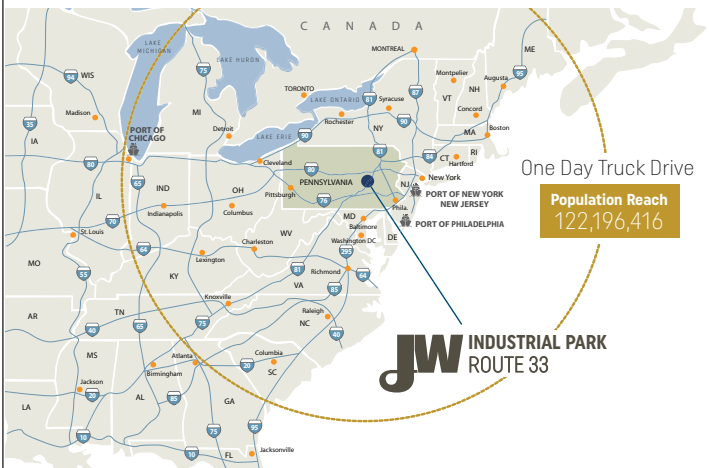 CANADA
LAKE
MICHIGAN
LAKE HURON
MONTREAL
ME
94
WIS
75
Montpelier
Augusta
95
TORONTO
LAKE ONTARIO
81
Syracuse
87
VT
NH
Madison
MI
Concord
35
PORT OF
CHICAGO
Detroit
Rochester
NY
90
MA
Boston
IA
LAKE ERIE
90
81
84
CT
RI
80
Cleveland
80
Hartford
One Day Truck Drive
65
IND
OH
PENNSYLVANIA
NJ
New York
PORT OF NEW YORK
NEW JERSEY
Population Reach
122,196,416
IL
Pittsburgh
76
Phila.
Indianapolis
Columbus
MD
Baltimore
PORT OF PHILADELPHIA
70
St.Louis
WV
Washington DC
DE
64
Charleston
295
MO
Lexington
81
Richmond
64
55
KY
VA
85
Knoxville
AR
TN
Raleigh
NC
40
65
75
40
JW INDUSTRIAL PARK
ROUTE 33
MS
Atlanta
Columbia
20
SC
Birmingham
Jackson
20
AL
85
GA
LA
95
75
10
10
FL
Jacksonville